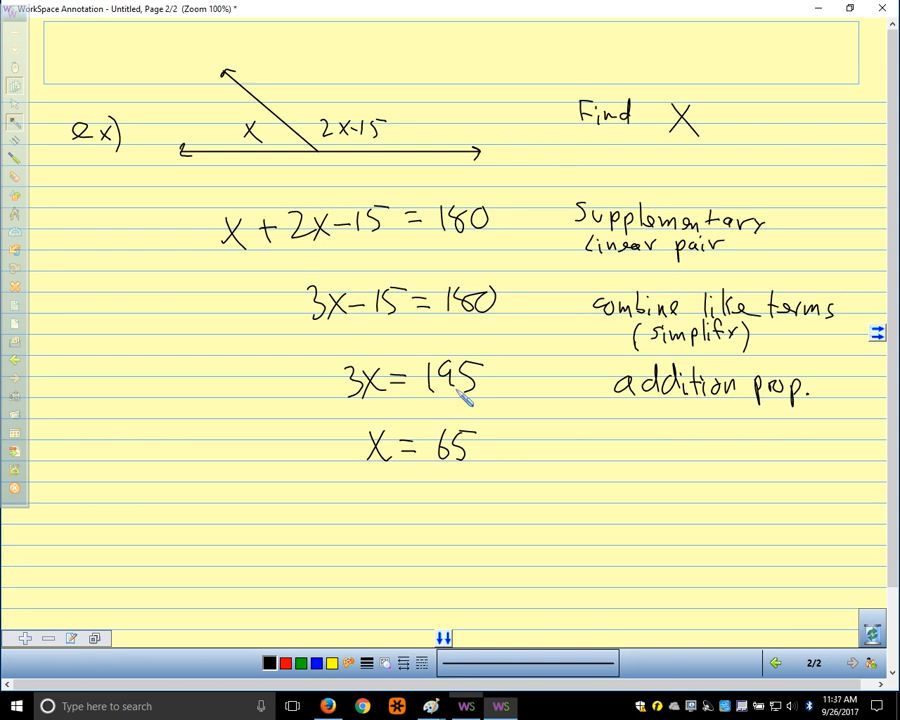 WorkSpace Annotation - Untitled, Page 2/2 (Zoom 100%) *
ex)
x
2x-15
Find X
x + 2x - 15 = 180
Supplementary
linear pair
3x - 15 = 180
combine like terms
(simplify)
3x = 195
addition prop.
x = 65
2/2
Type here to search
WS
WS
11:37 AM
9/26/2017